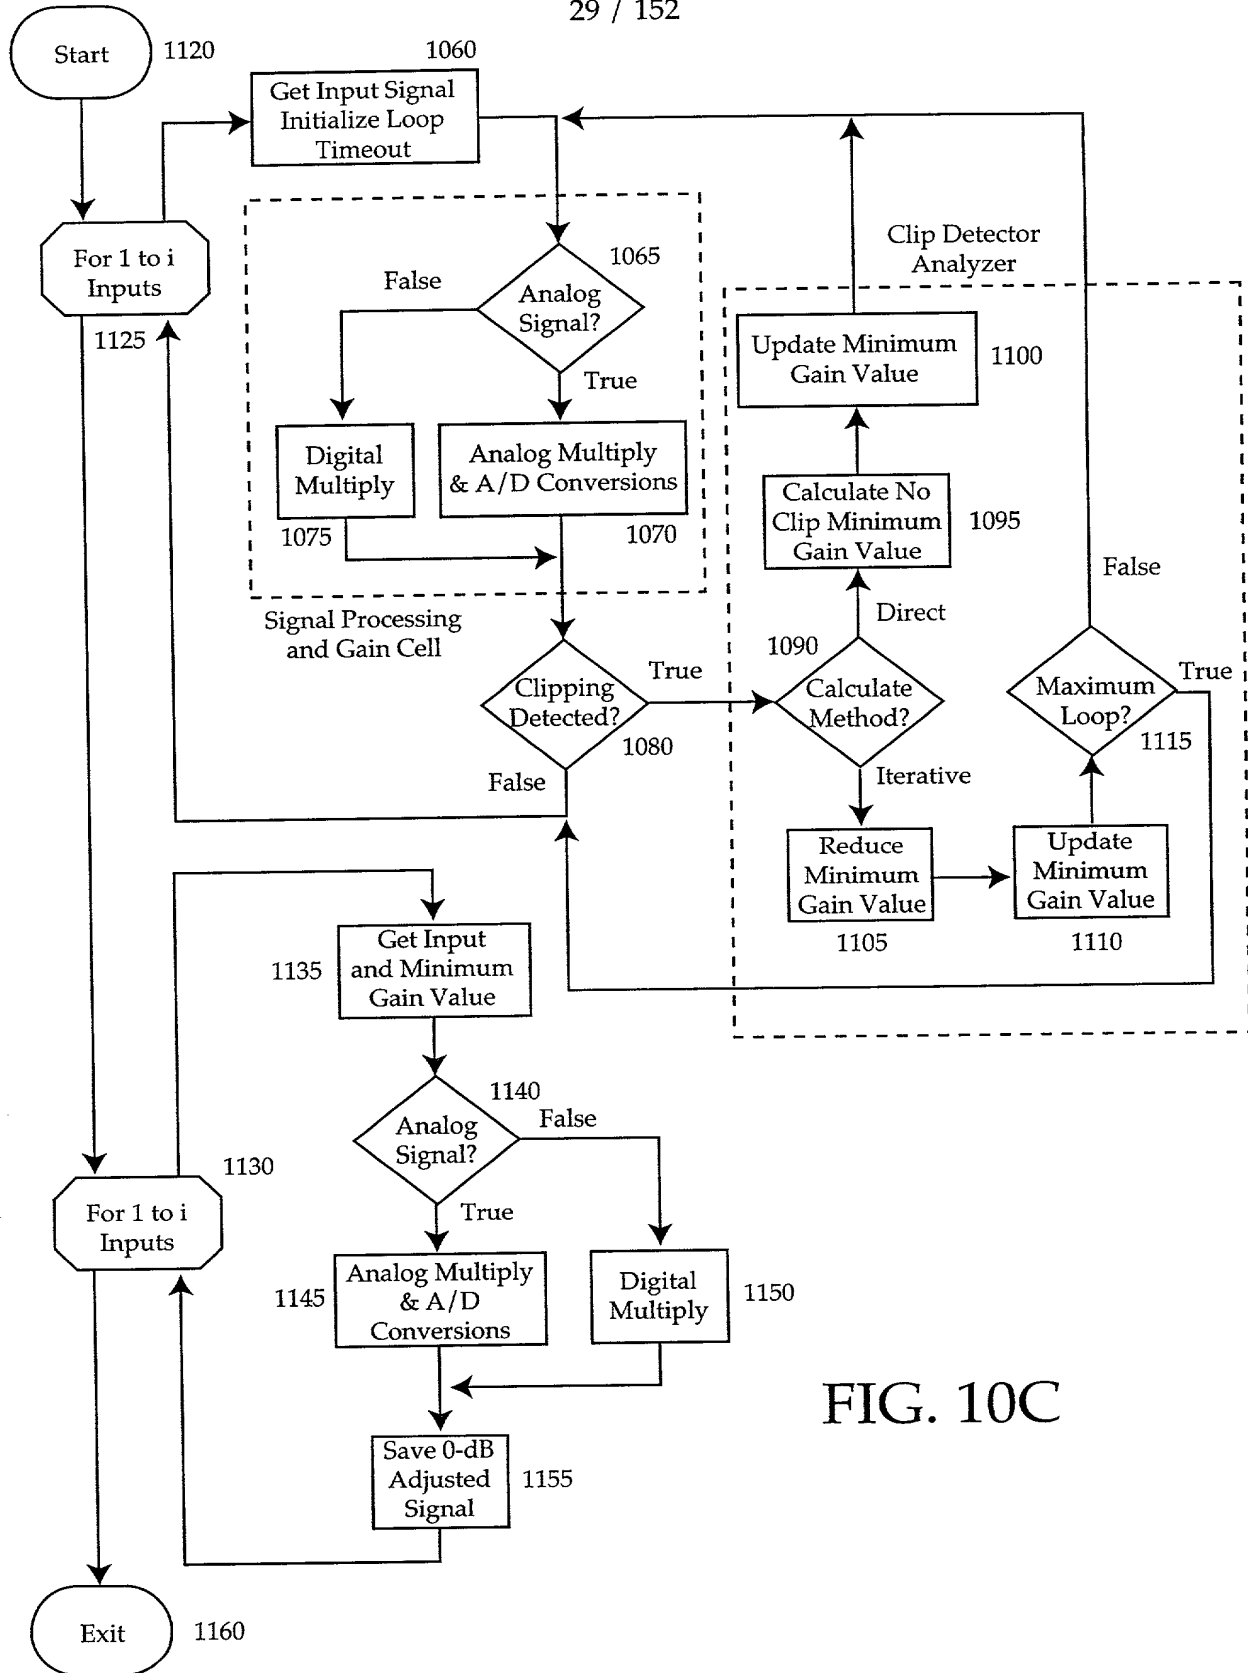 29 / 152
Start
1120
1060
Get Input Signal
Initialize Loop
Timeout
For 1 to i
Inputs
1125
Clip Detector
Analyzer
1065
False
Analog
Signal?
True
Digital
Multiply
1075
Analog Multiply
& A/D Conversions
1070
Signal Processing
and Gain Cell
Update Minimum
Gain Value
1100
Calculate No
Clip Minimum
Gain Value
1095
Direct
False
1090
Calculate
Method?
Clipping
Detected?
1080
True
False
Maximum
Loop?
True
1115
Iterative
Reduce
Minimum
Gain Value
1105
Update
Minimum
Gain Value
1110
1135
Get Input
and Minimum
Gain Value
1140
Analog
Signal?
False
True
1130
For 1 to i
Inputs
1145
Analog Multiply
& A/D
Conversions
Digital
Multiply
1150
Save 0-dB
Adjusted
Signal
1155
FIG. 10C
Exit
1160